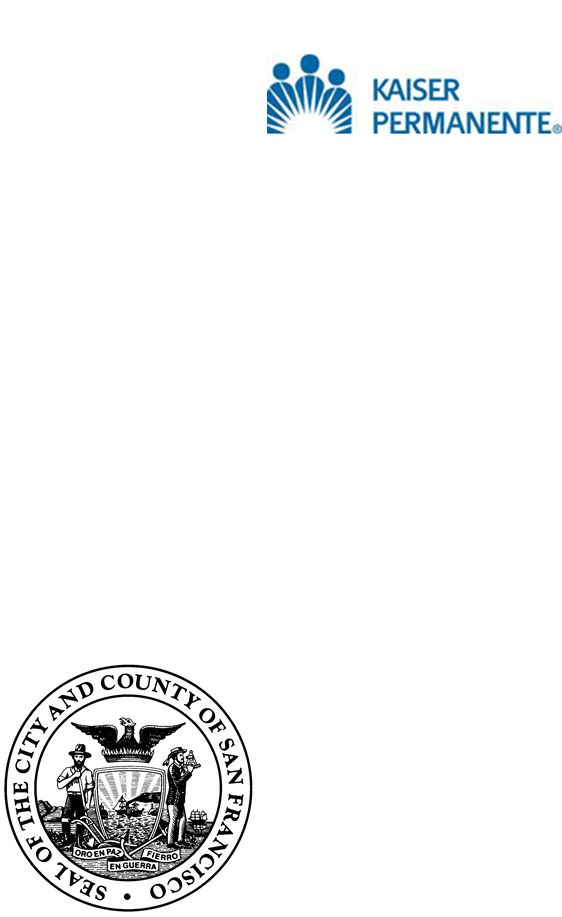 KAISER
PERMANENTE®
SEAL OF THE CITY AND COUNTY OF SAN FRANCISCO
ORO EN PAZ
FIERRO
EN GUERRA